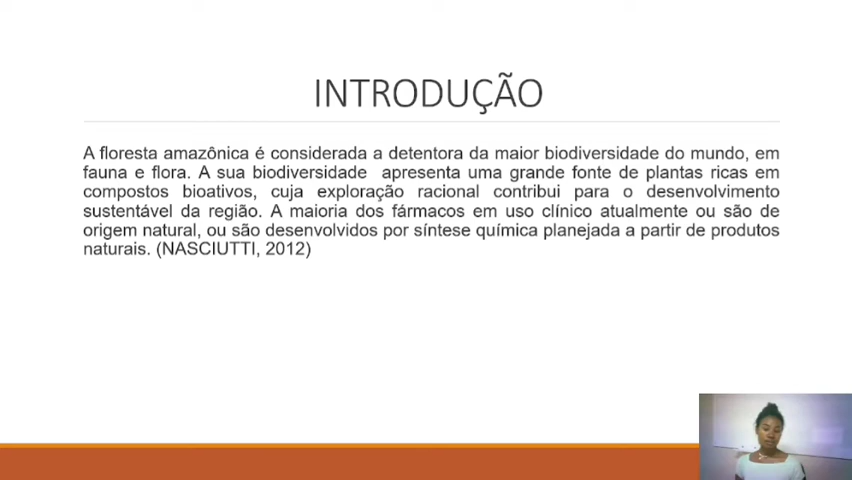 INTRODUÇÃO
A floresta amazônica é considerada a detentora da maior biodiversidade do mundo, em
fauna e flora. A sua biodiversidade apresenta uma grande fonte de plantas ricas em
compostos bioativos, cuja exploração racional contribui para o desenvolvimento
sustentável da região. A maioria dos fármacos em uso clínico atualmente ou são de
origem natural, ou são desenvolvidos por síntese química planejada a partir de produtos
naturais. (NASCIUTTI, 2012)